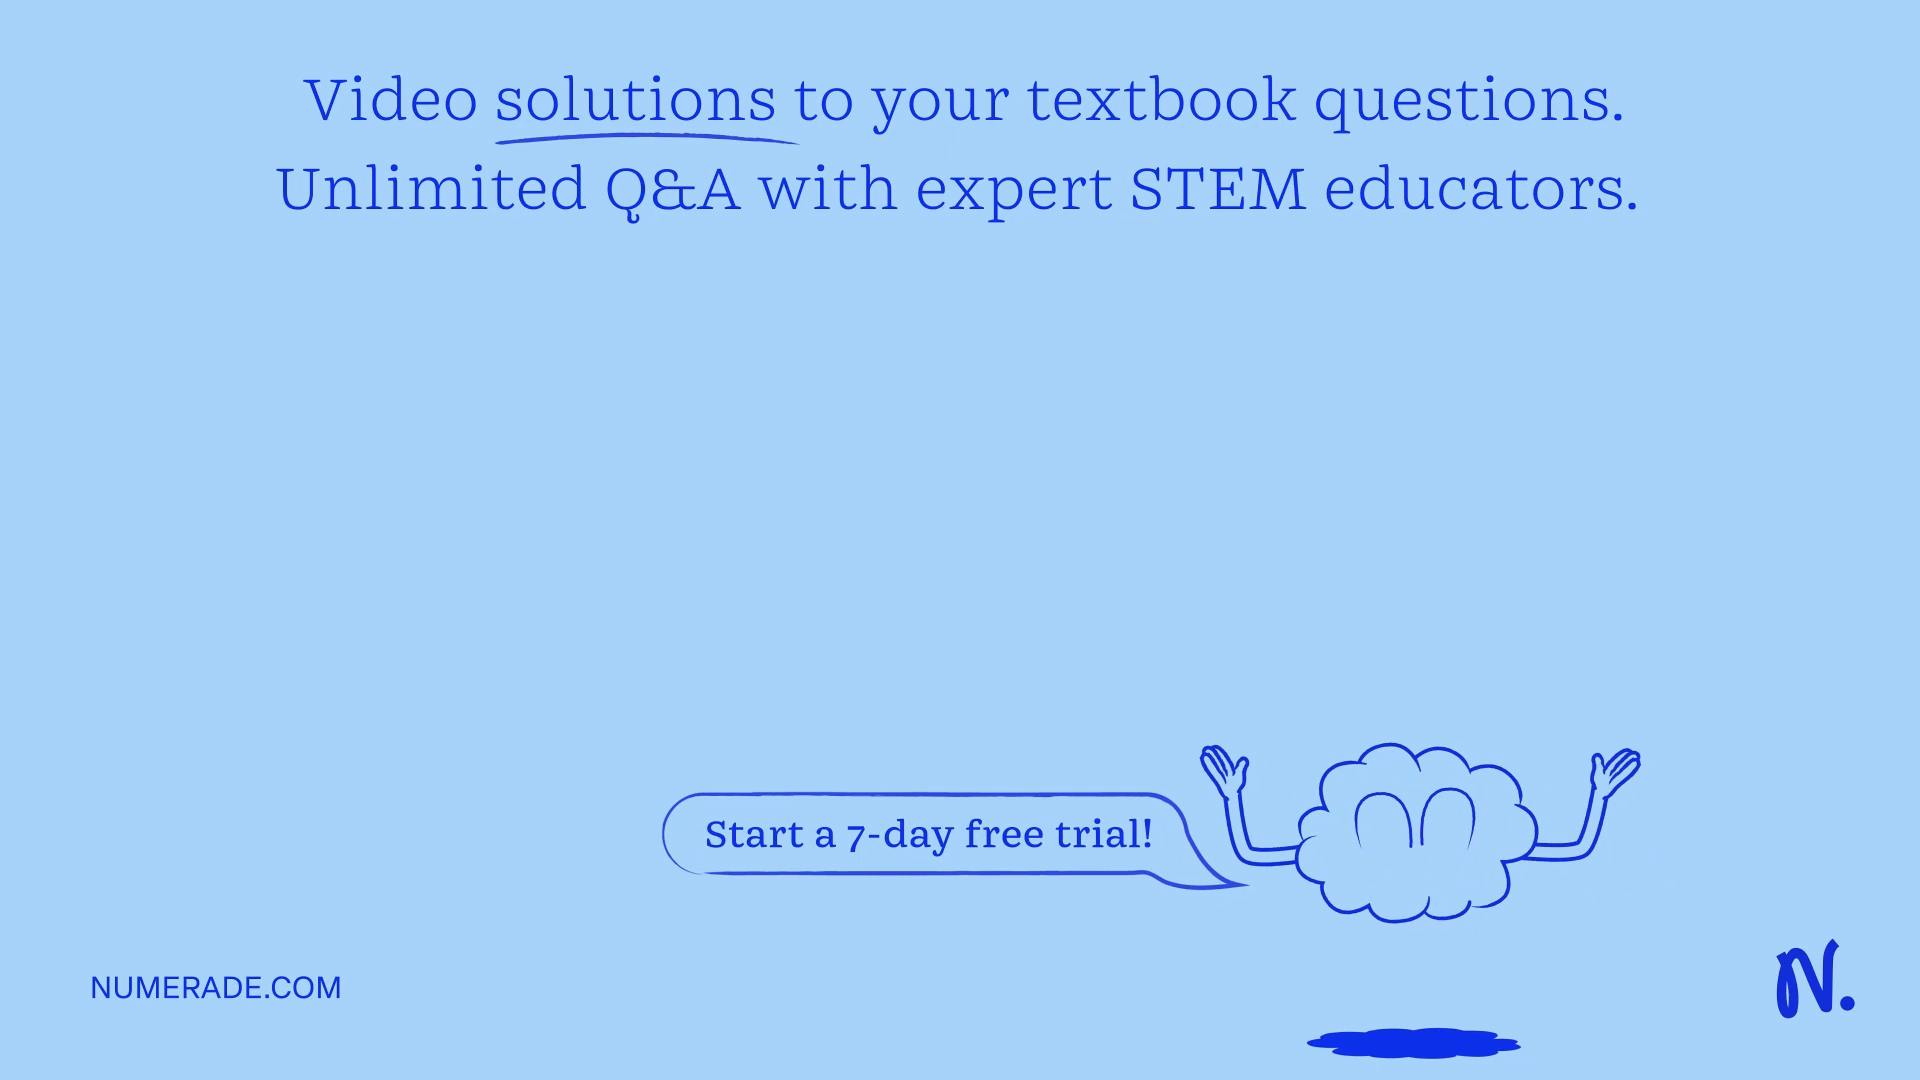 Video solutions to your textbook questions.
Unlimited Q&A with expert STEM educators.
Start a 7-day free trial!
NUMERADE.COM
N.